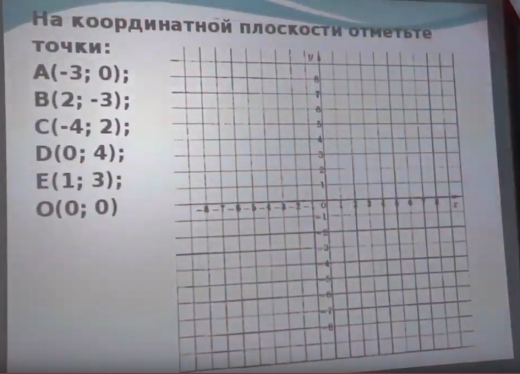 На координатной плоскости отметьте
точки:
A(-3; 0);
B(2; -3);
C(-4; 2);
D(0; 4);
E(1; 3);
O(0; 0)
y
x